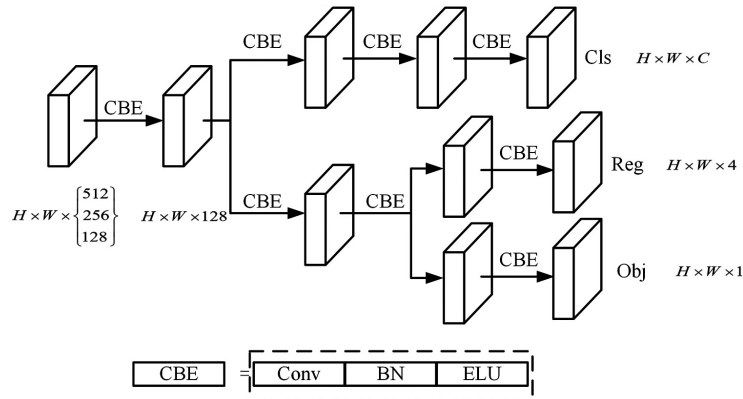 CBE CBE CBE
Cls H×W×C
CBE
CBE
Reg H×W×4
H×W×{512 256 128}
H×W×128
CBE CBE
CBE
Obj H×W×1
CBE = Conv BN ELU